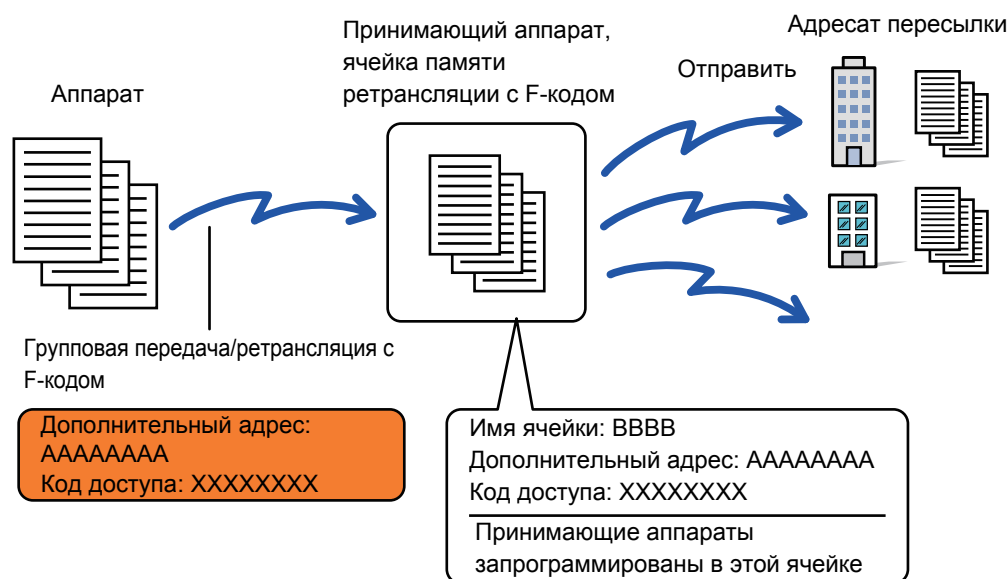 Аппарат
Принимающий аппарат,
ячейка памяти
ретрансляции с F-кодом
Отправить
Адресат пересылки
Групповая передача/ретрансляция с
F-кодом
Дополнительный адрес:
AAAAAAAA
Код доступа: XXXXXXXX
Имя ячейки: BBBB
Дополнительный адрес: AAAAAAAA
Код доступа: XXXXXXXX
Принимающие аппараты
запрограммированы в этой ячейке